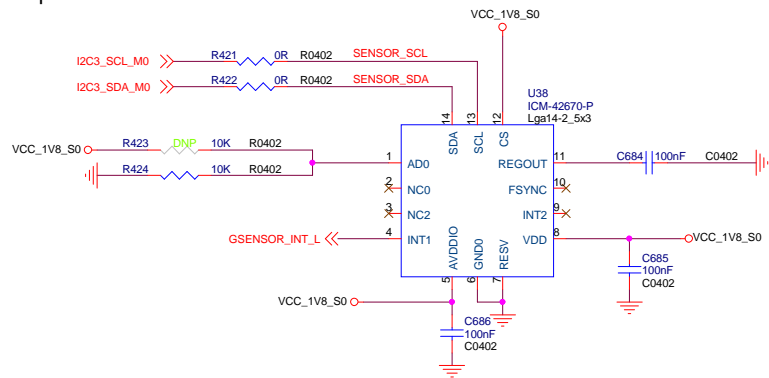 VCC_1V8_S0
I2C3_SCL_M0 R421 0R R0402 SENSOR_SCL
I2C3_SDA_M0 R422 0R R0402 SENSOR_SDA
U38
ICM-42670-P
Lga14-2_5x3
14 13 12
SDA SCL CS
VCC_1V8_S0 R423 DNP 10K R0402
R424 10K R0402
1 AD0
2 NC0
3 NC2
4 INT1
GSENSOR_INT_L
REGOUT 11 C684 100nF C0402
FSYNC 10
INT2 9
VDD 8 VCC_1V8_S0
C685
100nF
C0402
AVDDIO GND0 RESV
5 6 7
VCC_1V8_S0
C686
100nF
C0402